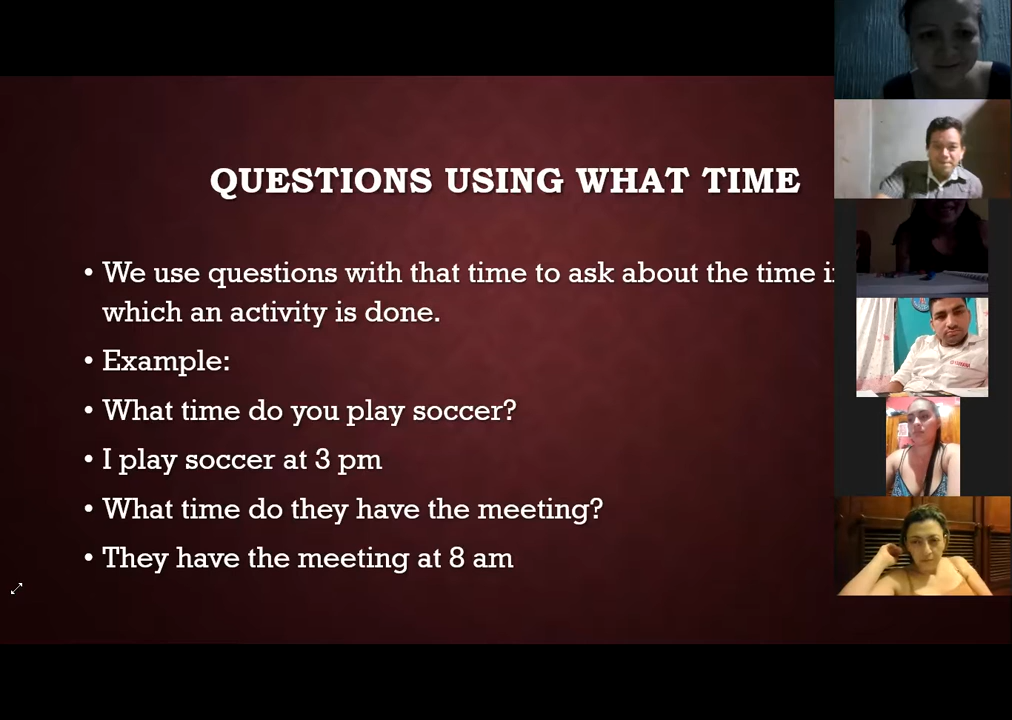 QUESTIONS USING WHAT TIME
• We use questions with that time to ask about the time
which an activity is done.
• Example:
• What time do you play soccer?
• I play soccer at 3 pm
• What time do they have the meeting?
• They have the meeting at 8 am